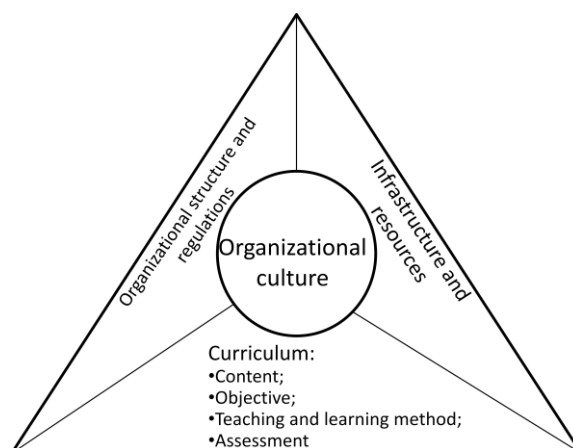 Organizational structure and
regulations
Infrastructure and
resources
Organizational
culture
Curriculum:
•Content;
•Objective;
•Teaching and learning method;
•Assessment